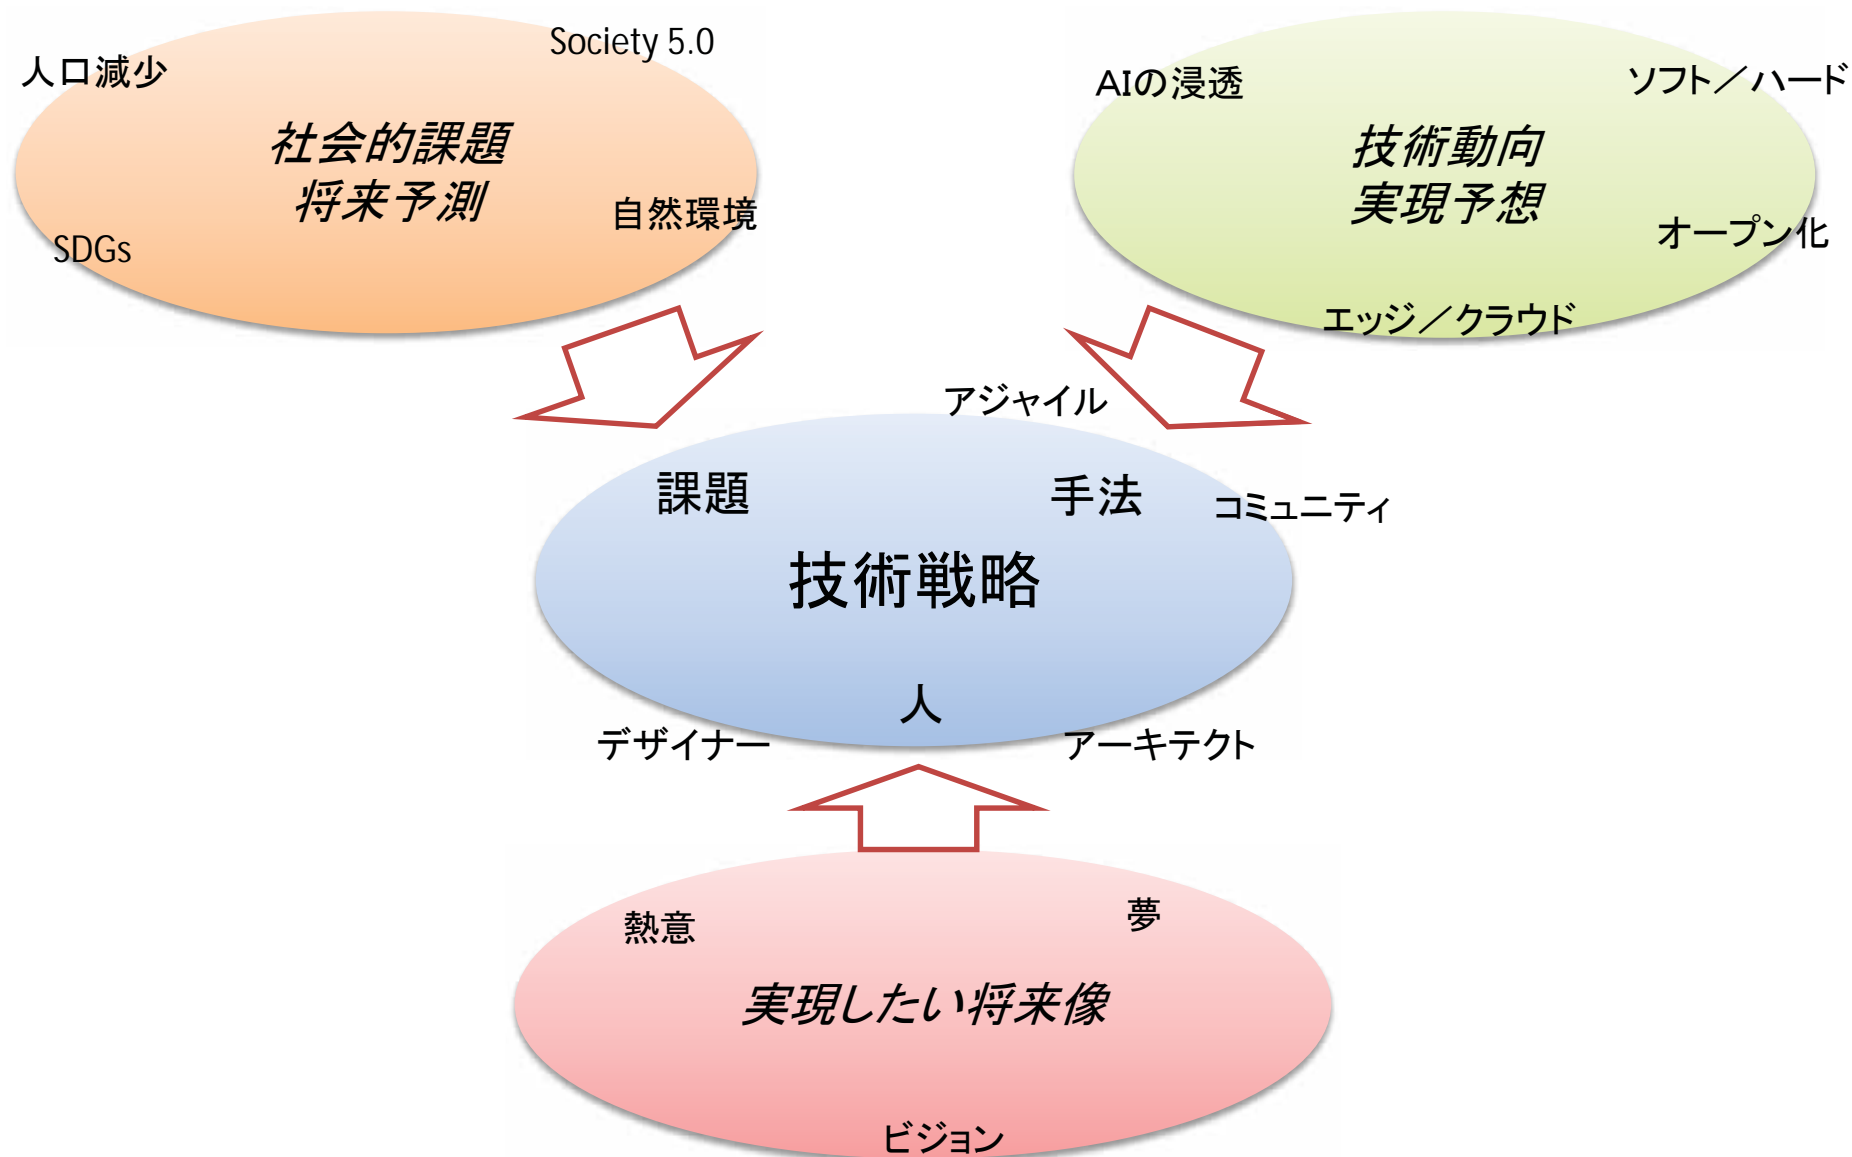 Society 5.0
人口減少
社会的課題
将来予測
自然環境
SDGs
AIの浸透
ソフト／ハード
技術動向
実現予想
オープン化
エッジ／クラウド
アジャイル
課題
手法
コミュニティ
技術戦略
人
デザイナー
アーキテクト
熱意
夢
実現したい将来像
ビジョン